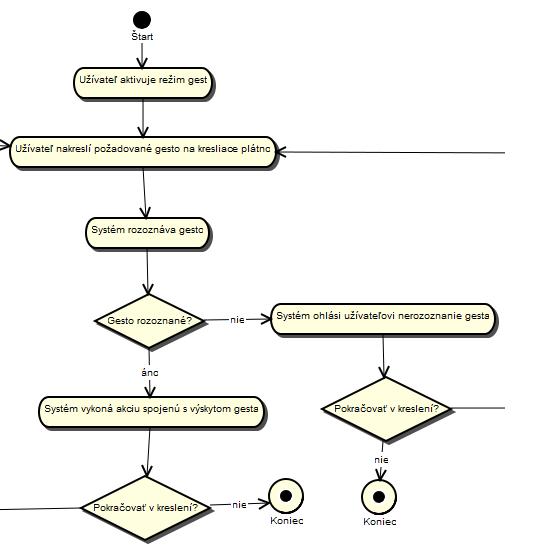 Štart
Užívateľ aktivuje režim gest
Užívateľ nakreslí požadované gesto na kresliace plátno
Systém rozoznáva gesto
Gesto rozoznané?
nie
Systém ohlási užívateľovi nerozoznanie gesta
áno
Systém vykoná akciu spojenú s výskytom gesta
Pokračovať v kreslení?
nie
Pokračovať v kreslení?
nie
Koniec
Koniec